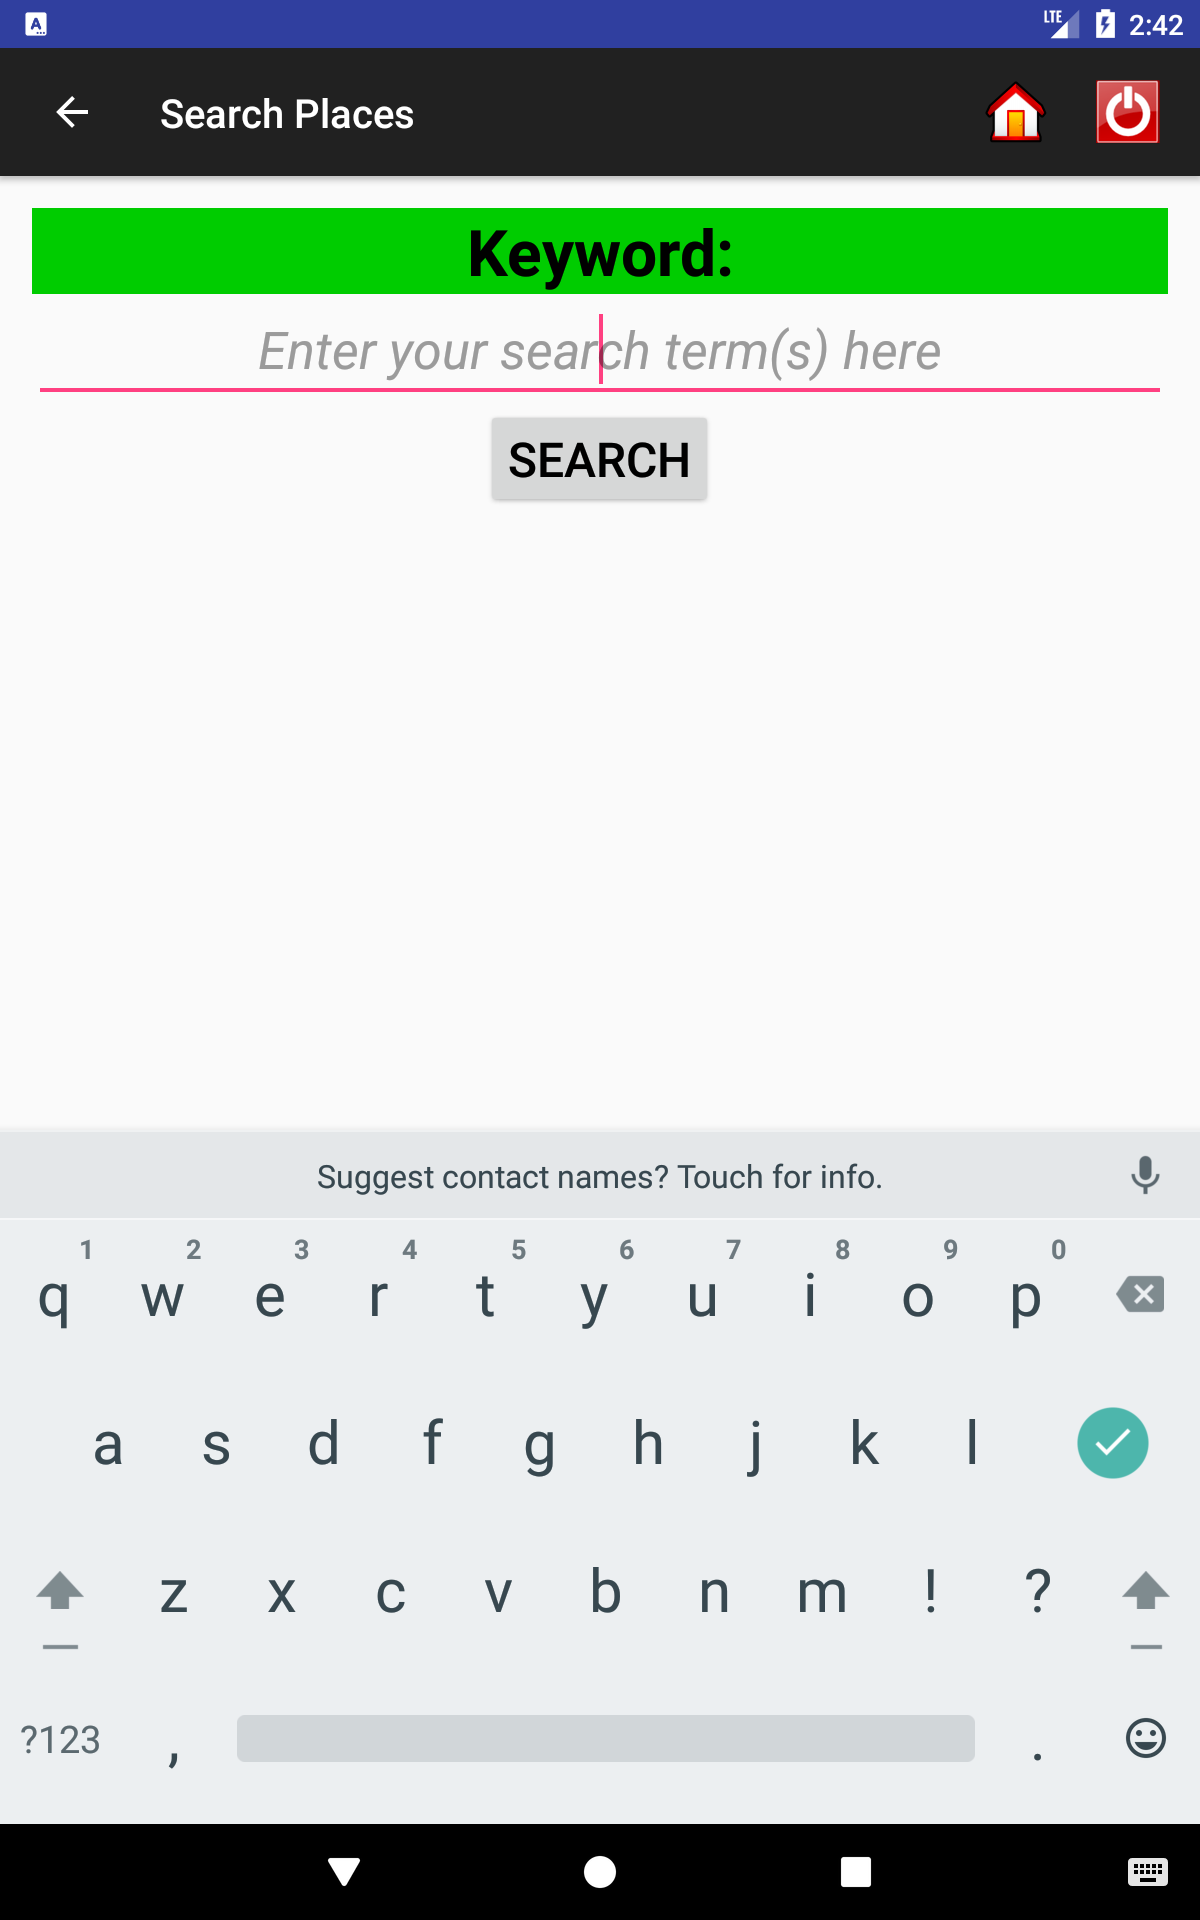 LTE 2:42
Search Places
Keyword:
Enter your search term(s) here
SEARCH
Suggest contact names? Touch for info.
1 2 3 4 5 6 7 8 9 0
q w e r t y u i o p
a s d f g h j k l
z x c v b n m ! ?
?123 , .